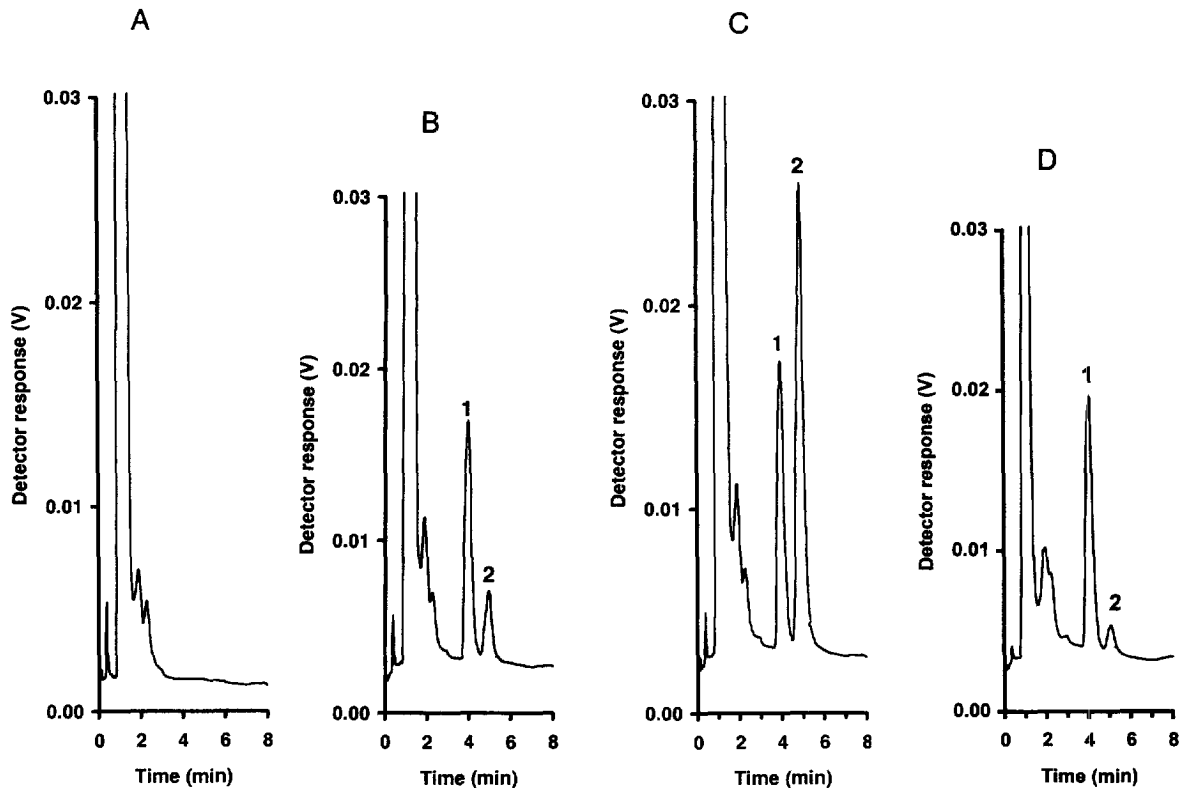 A
Detector response (V)
0.03
0.02
0.01
0.00
0 2 4 6 8
Time (min)
B
Detector response (V)
0.03
0.02
0.01
0.00
1
2
0 2 4 6 8
Time (min)
C
Detector response (V)
0.03
0.02
0.01
0.00
1
2
0 2 4 6 8
Time (min)
D
Detector response (V)
0.03
0.02
0.01
0.00
1
2
0 2 4 6 8
Time (min)